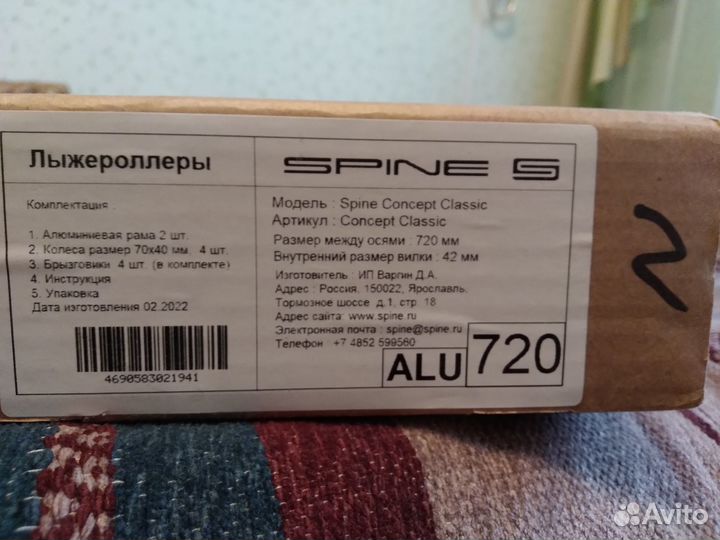 Лыжероллеры
Комплектация :
1. Алюминиевая рама 2 шт.
2. Колеса размер 70х40 мм. 4 шт.
3. Брызговики 4 шт. (в комплекте)
4. Инструкция
5. Упаковка
Дата изготовления 02.2022
4690583021941
SPINE S
Модель : Spine Concept Classic
Артикул : Concept Classic
Размер между осями : 720 мм
Внутренний размер вилки : 42 мм
Изготовитель : ИП Варгин Д.А.
Адрес : Россия, 150022, Ярославль.
Тормозное шоссе д.1, стр. 18
Адрес сайта: www.spine.ru
Электронная почта : spine@spine.ru
Телефон +7 4852 599560
ALU 720
Avito